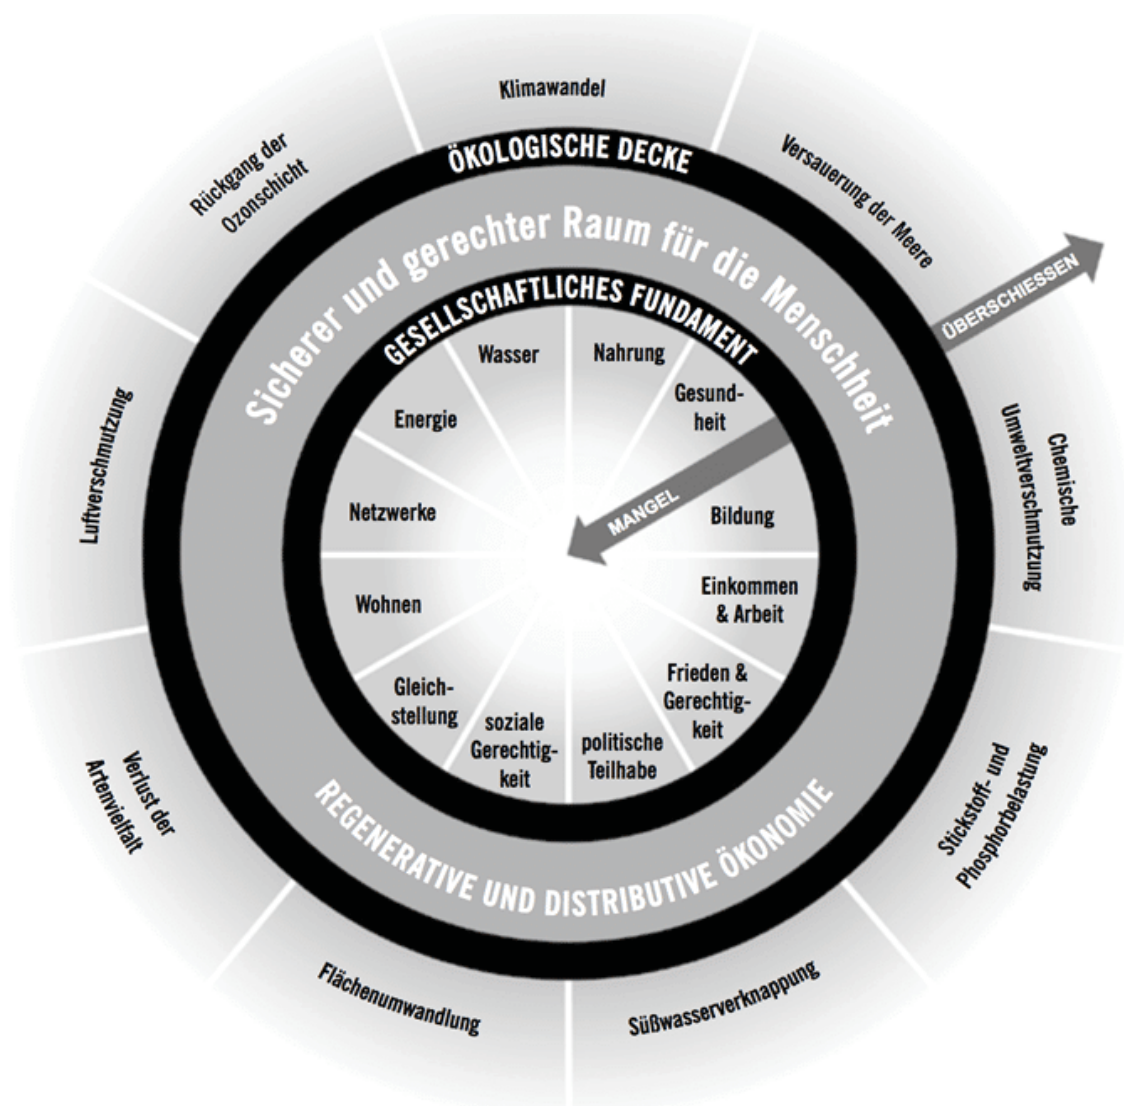 Klimawandel
Versauerung der Meere
ÜBERSCHIESSEN
Chemische
Umweltverschmutzung
Stickstoff- und
Phosphorbelastung
Süßwasserverknappung
Flächenumwandlung
Verlust der
Artenvielfalt
Luftverschmutzung
Rückgang der
Ozonschicht
ÖKOLOGISCHE DECKE
Sicherer und gerechter Raum für die Menschheit
GESELLSCHAFTLICHES FUNDAMENT
Wasser
Nahrung
Gesund-
heit
MANGEL
Bildung
Einkommen
& Arbeit
Frieden &
Gerechtig-
keit
politische
Teilhabe
soziale
Gerechtig-
keit
Gleich-
stellung
Wohnen
Netzwerke
Energie
REGENERATIVE UND DISTRIBUTIVE ÖKONOMIE